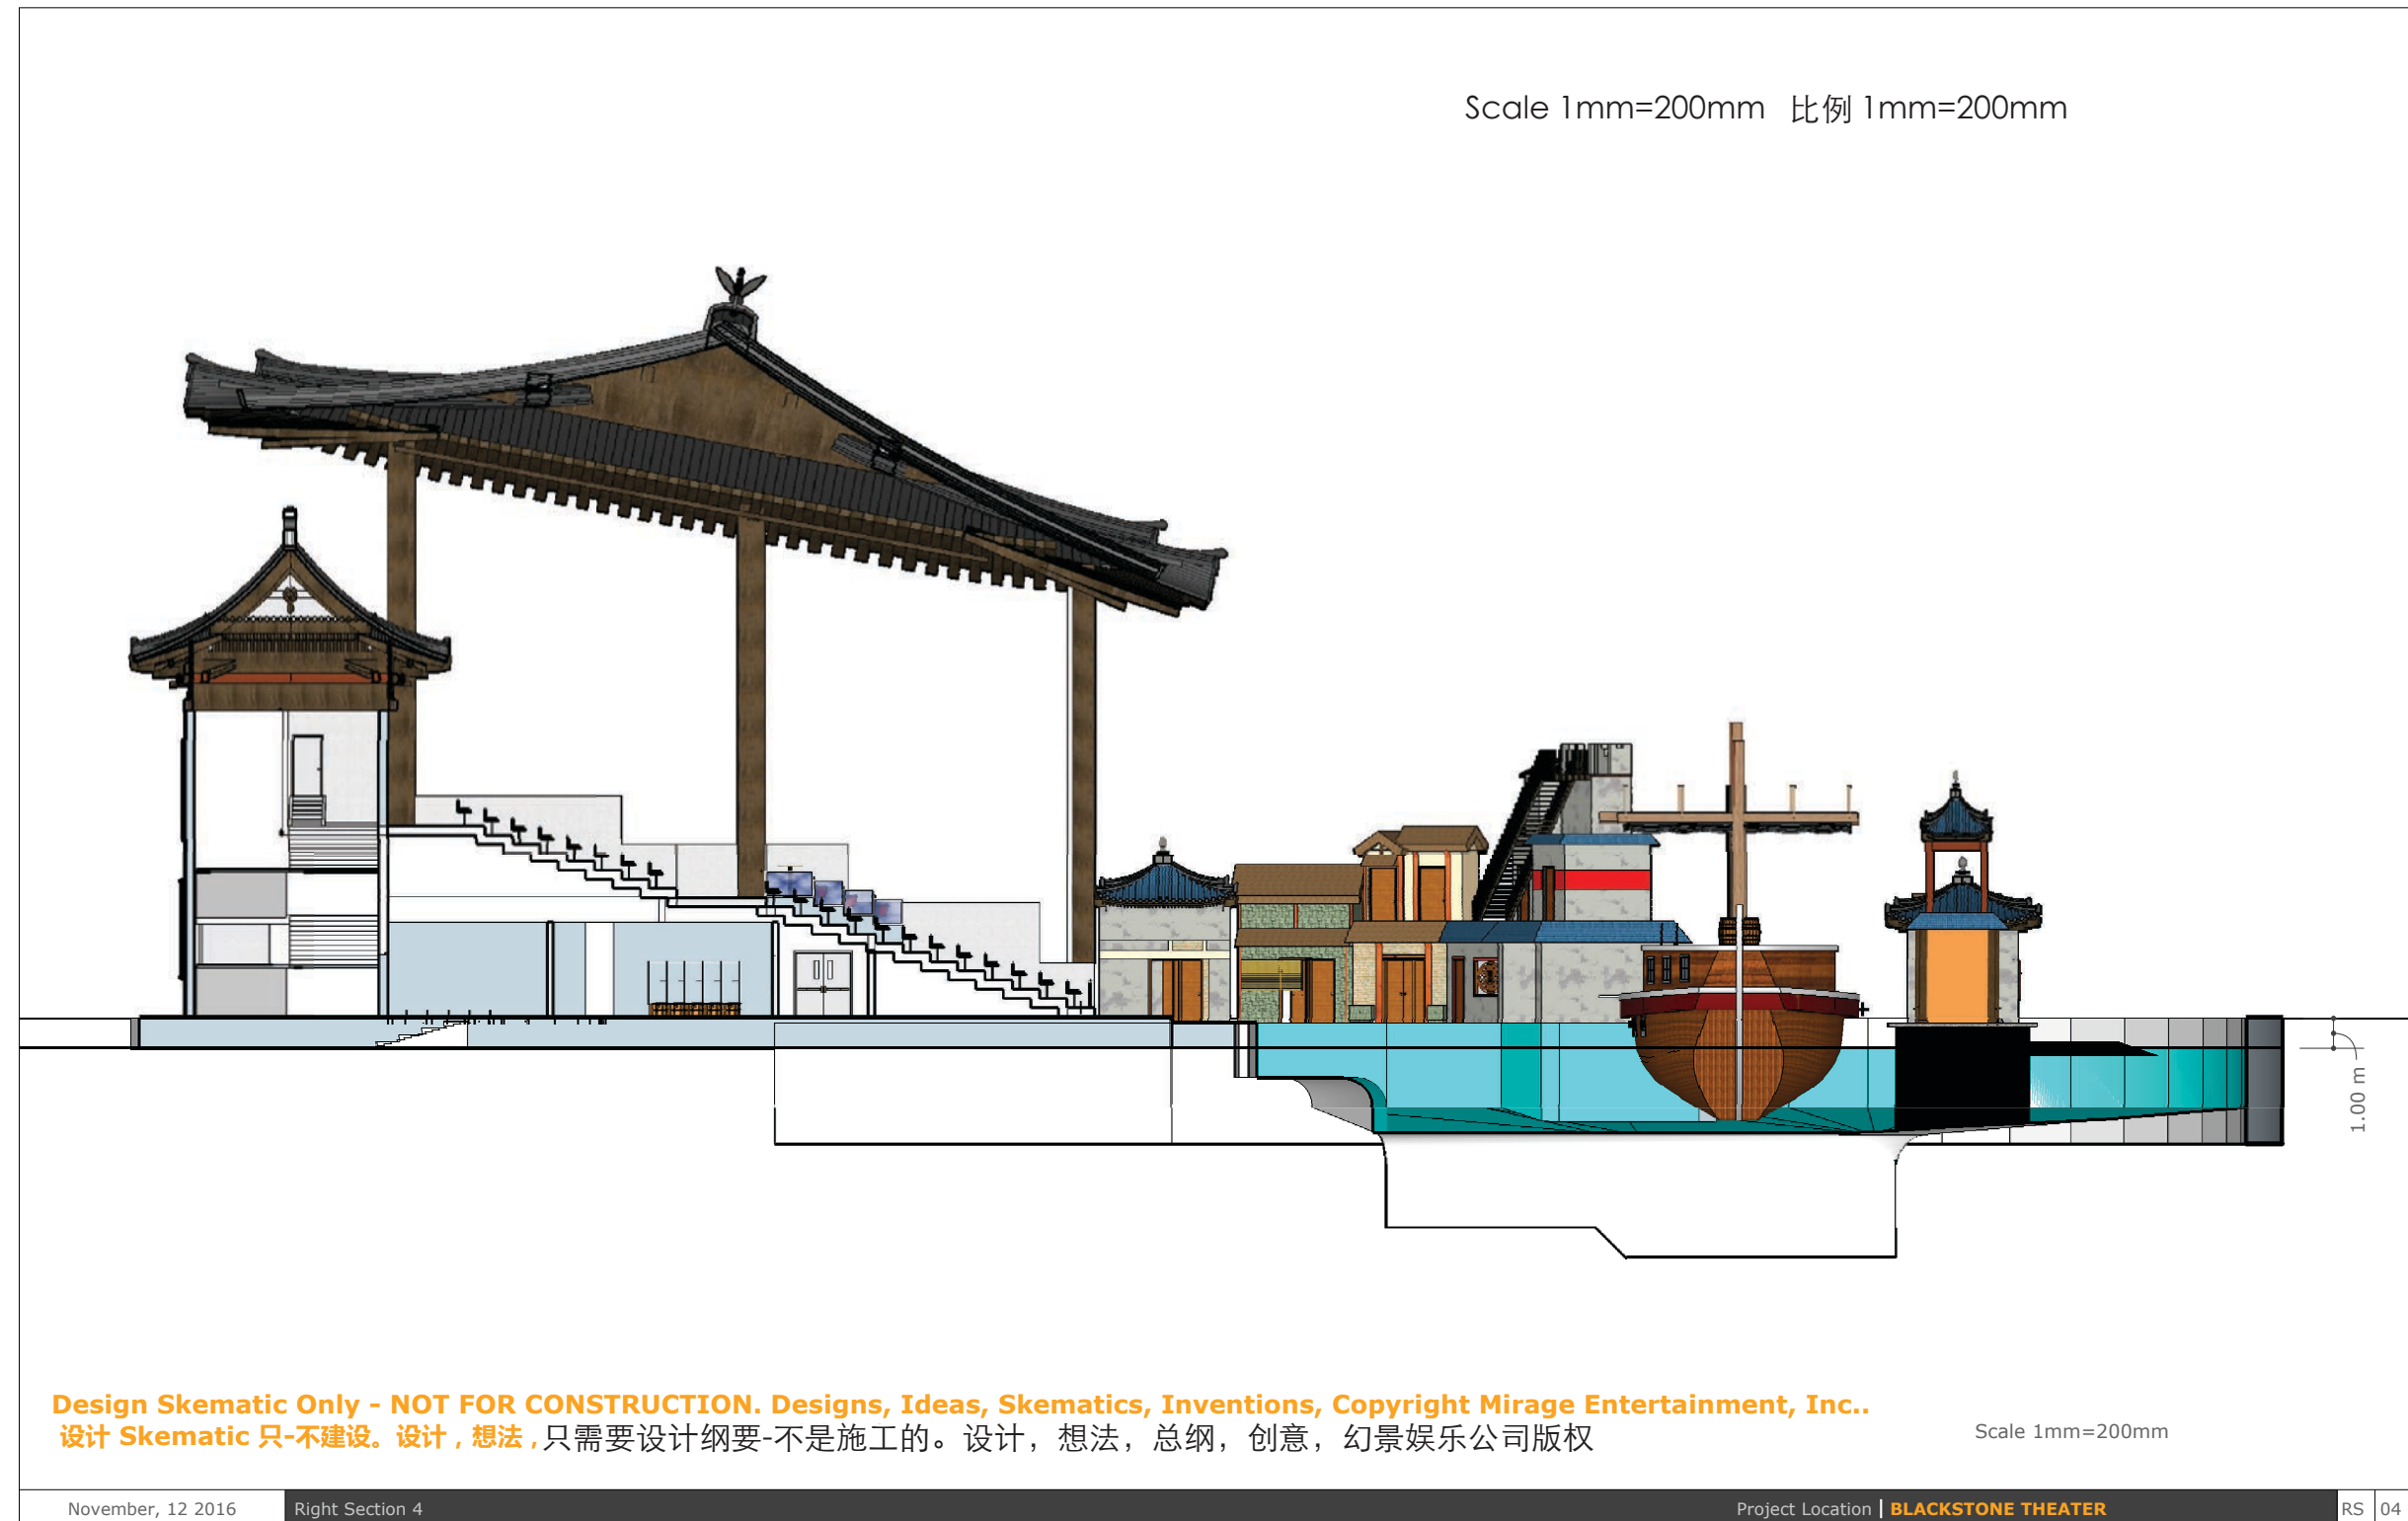 Scale 1mm=200mm 比例 1mm=200mm
1.00 m
Design Skematic Only - NOT FOR CONSTRUCTION. Designs, Ideas, Skematics, Inventions, Copyright Mirage Entertainment, Inc..
设计 Skematic 只-不建设。设计 , 想法 , 只需要设计纲要-不是施工的。设计，想法，总纲，创意，幻景娱乐公司版权
Scale 1mm=200mm
November, 12 2016 Right Section 4 Project Location | BLACKSTONE THEATER RS 04